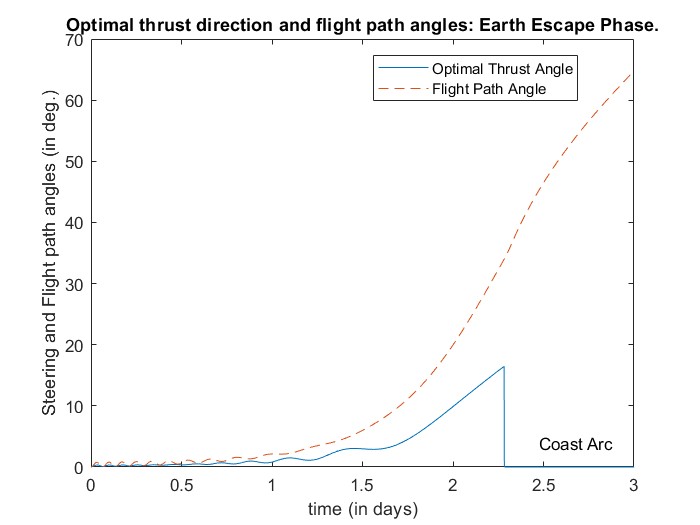 Optimal thrust direction and flight path angles: Earth Escape Phase.
Optimal Thrust Angle
Flight Path Angle
Steering and Flight path angles (in deg.)
70
60
50
40
30
20
10
0
Coast Arc
0 0.5 1 1.5 2 2.5 3
time (in days)